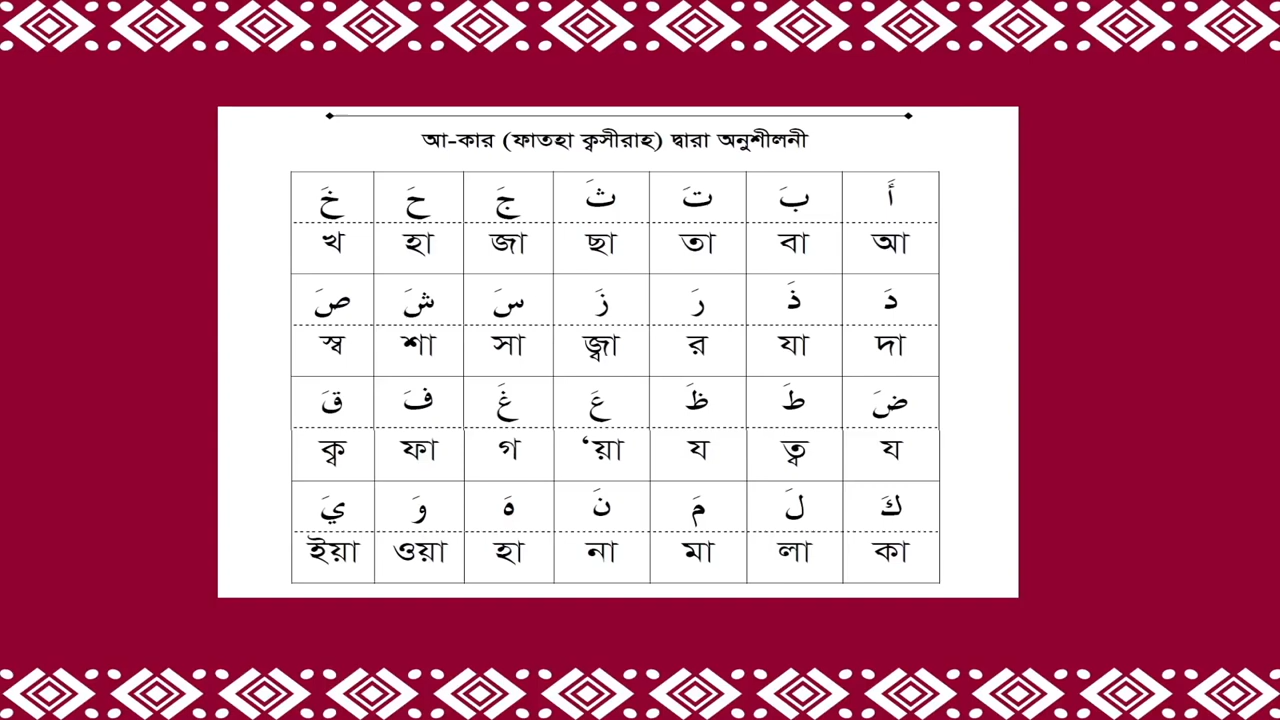 আ-কার (ফাতহা ক্বসীরাহ) দ্বারা অনুশীলনী
أَ بَ تَ ثَ جَ حَ خَ
আ বা তা ছা জা হা খ
دَ ذَ رَ زَ سَ شَ صَ
দা যা র জ্বা সা শা স্ব
ضَ طَ ظَ عَ غَ فَ قَ
য ত্ব য ‘য়া গ ফা ক্ব
كَ لَ مَ نَ هَ وَ يَ
কা লা মা না হা ওয়া ইয়া